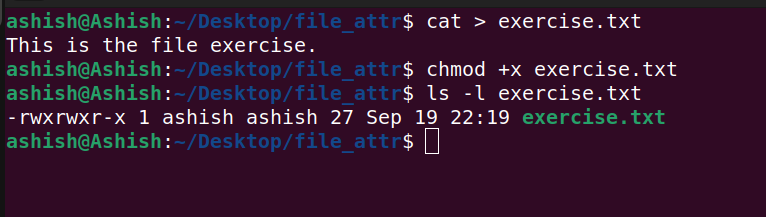 ashish@Ashish:~/Desktop/file_attr$ cat > exercise.txt
This is the file exercise.
ashish@Ashish:~/Desktop/file_attr$ chmod +x exercise.txt
ashish@Ashish:~/Desktop/file_attr$ ls -l exercise.txt
-rwxrwxr-x 1 ashish ashish 27 Sep 19 22:19 exercise.txt
ashish@Ashish:~/Desktop/file_attr$